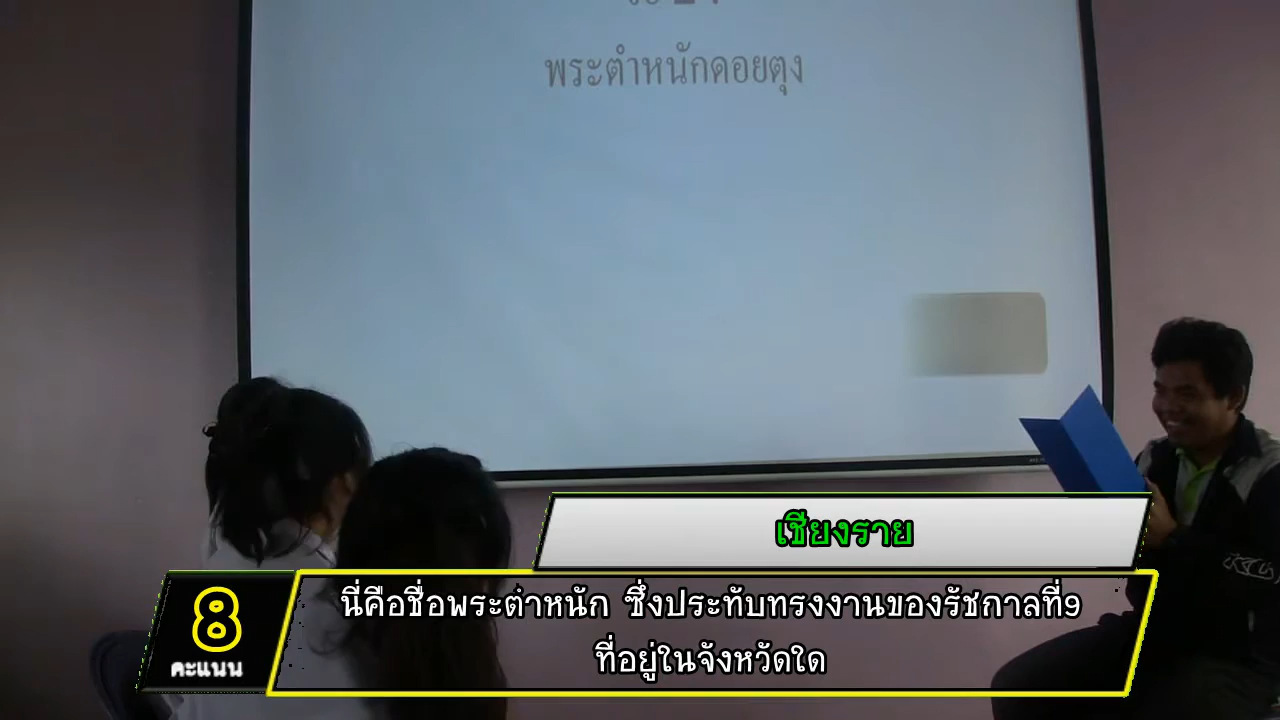 พระตำหนักดอยตุง
เชียงราย
8
คะแนน
นี่คือชื่อพระตำหนัก ซึ่งประทับทรงงานของรัชกาลที่9
ที่อยู่ในจังหวัดใด